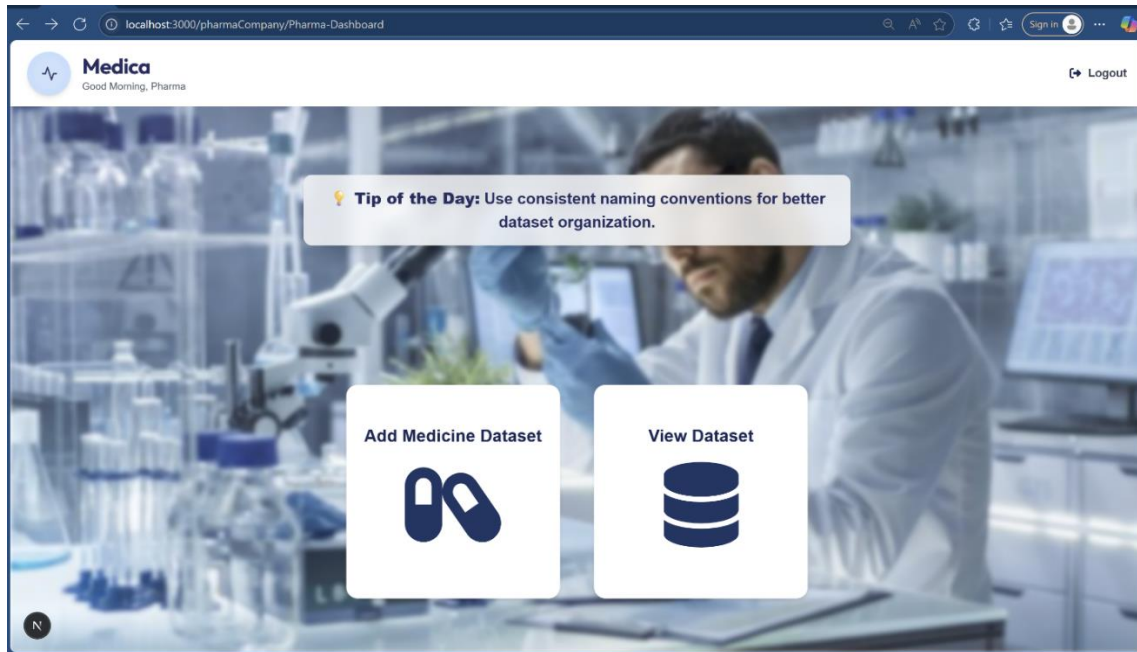 localhost:3000/pharmaCompany/Pharma-Dashboard
Sign in
Medica
Good Morning, Pharma
Logout
Tip of the Day: Use consistent naming conventions for better
dataset organization.
Add Medicine Dataset
View Dataset
N